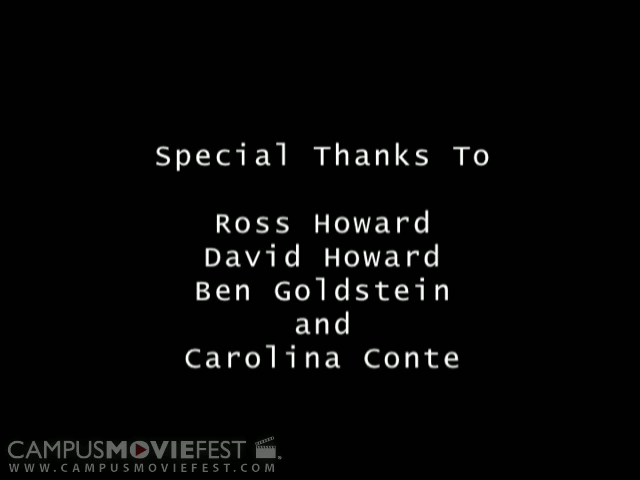 Special Thanks To
Ross Howard
David Howard
Ben Goldstein
and
Carolina Conte
CAMPUSMOVIEFEST
WWW.CAMPUSMOVIEFEST.COM